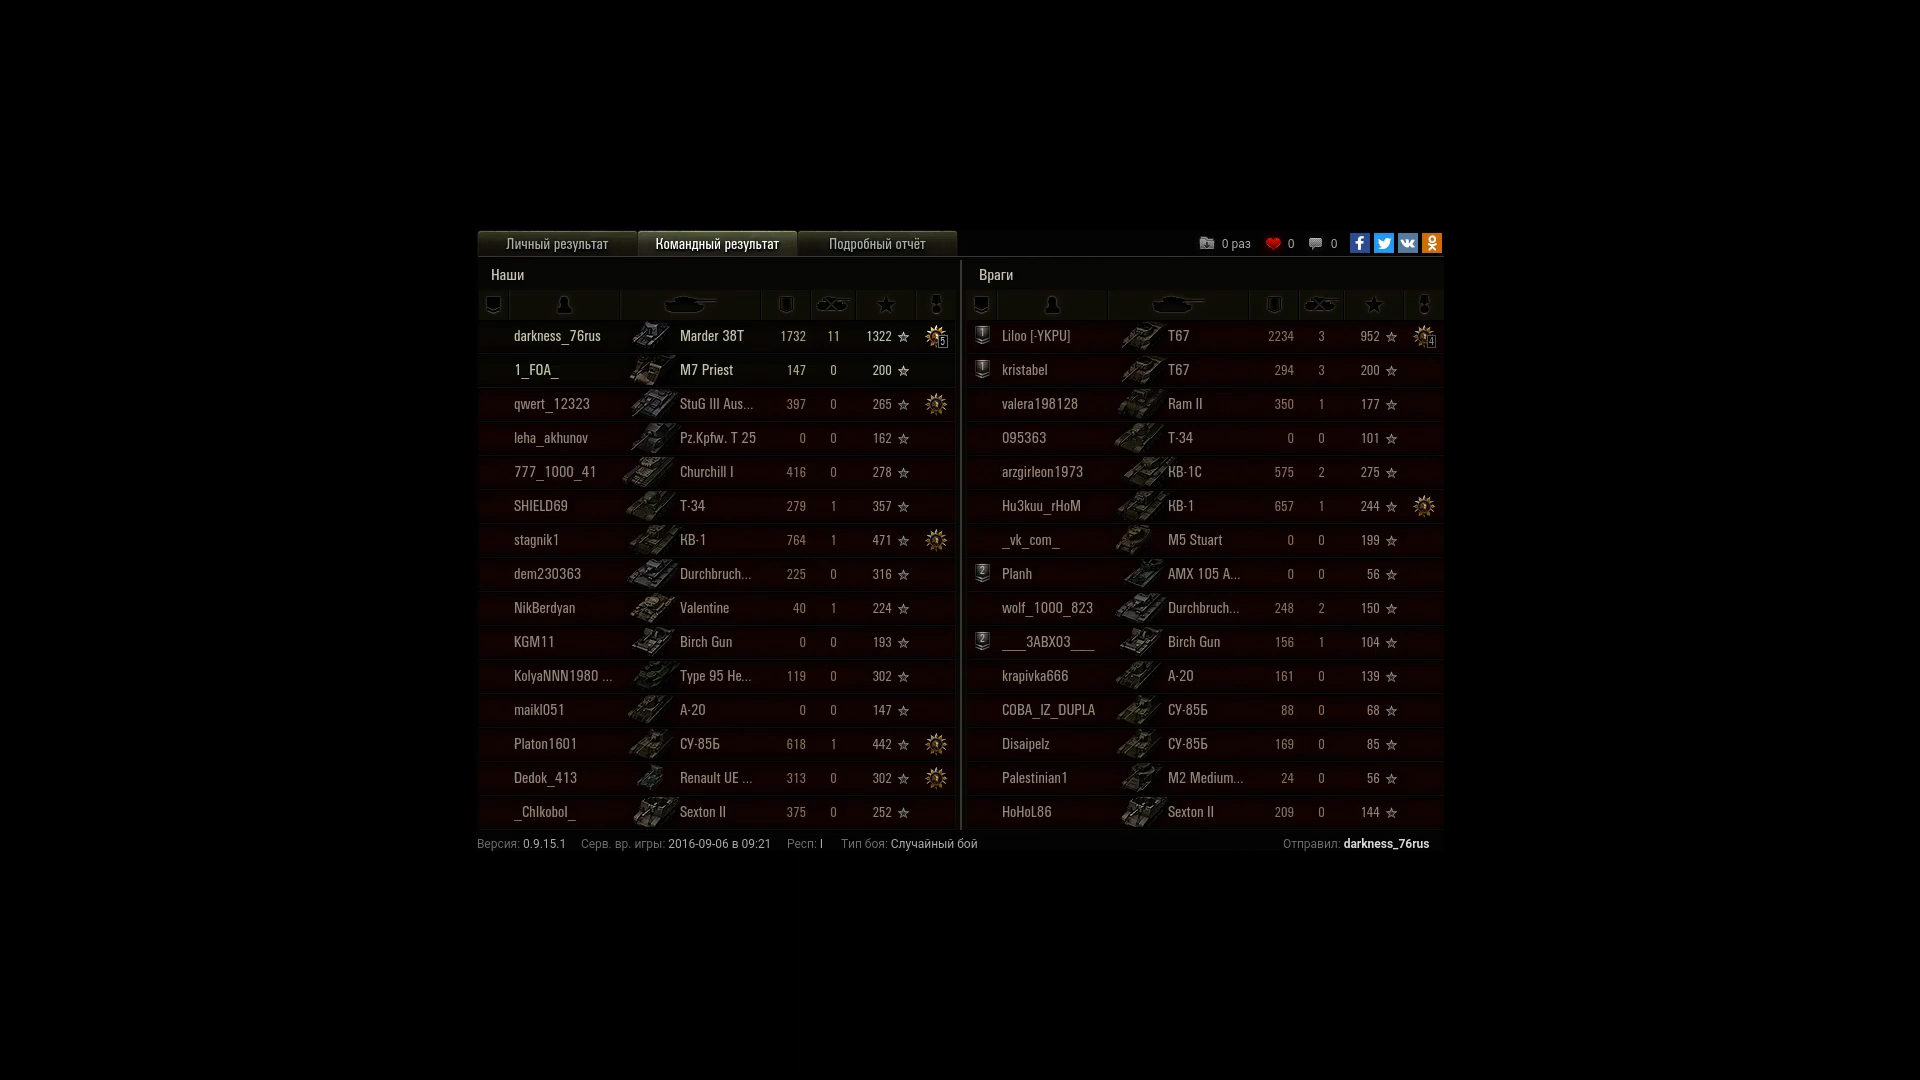 Личный результат Командный результат Подробный отчёт 0 раз 0 0
Наши Враги
darkness_76rus Marder 38T 1732 11 1322 5 1 Liloo [-YKPU] T67 2234 3 952 4
1_FOA_ M7 Priest 147 0 200 1 kristabel T67 294 3 200
qwert_12323 StuG III Aus... 397 0 265 valera198128 Ram II 350 1 177
leha_akhunov Pz.Kpfw. T 25 0 0 162 095363 Т-34 0 0 101
777_1000_41 Churchill I 416 0 278 arzgirleon1973 КВ-1С 575 2 275
SHIELD69 Т-34 279 1 357 Hu3kuu_rHoM КВ-1 657 1 244
stagnik1 КВ-1 764 1 471 _vk_com_ M5 Stuart 0 0 199
dem230363 Durchbruch... 225 0 316 2 Planh AMX 105 A... 0 0 56
NikBerdyan Valentine 40 1 224 wolf_1000_823 Durchbruch... 248 2 150
KGM11 Birch Gun 0 0 193 2 ___3ABX03___ Birch Gun 156 1 104
KolyaNNN1980 ... Type 95 He... 119 0 302 krapivka666 А-20 161 0 139
maikl051 А-20 0 0 147 COBA_IZ_DUPLA СУ-85Б 88 0 68
Platon1601 СУ-85Б 618 1 442 Disaipelz СУ-85Б 169 0 85
Dedok_413 Renault UE ... 313 0 302 Palestinian1 M2 Medium... 24 0 56
_Chlkobol_ Sexton II 375 0 252 HoHoL86 Sexton II 209 0 144
Версия: 0.9.15.1 Серв. вр. игры: 2016-09-06 в 09:21 Респ: I Тип боя: Случайный бой Отправил: darkness_76rus